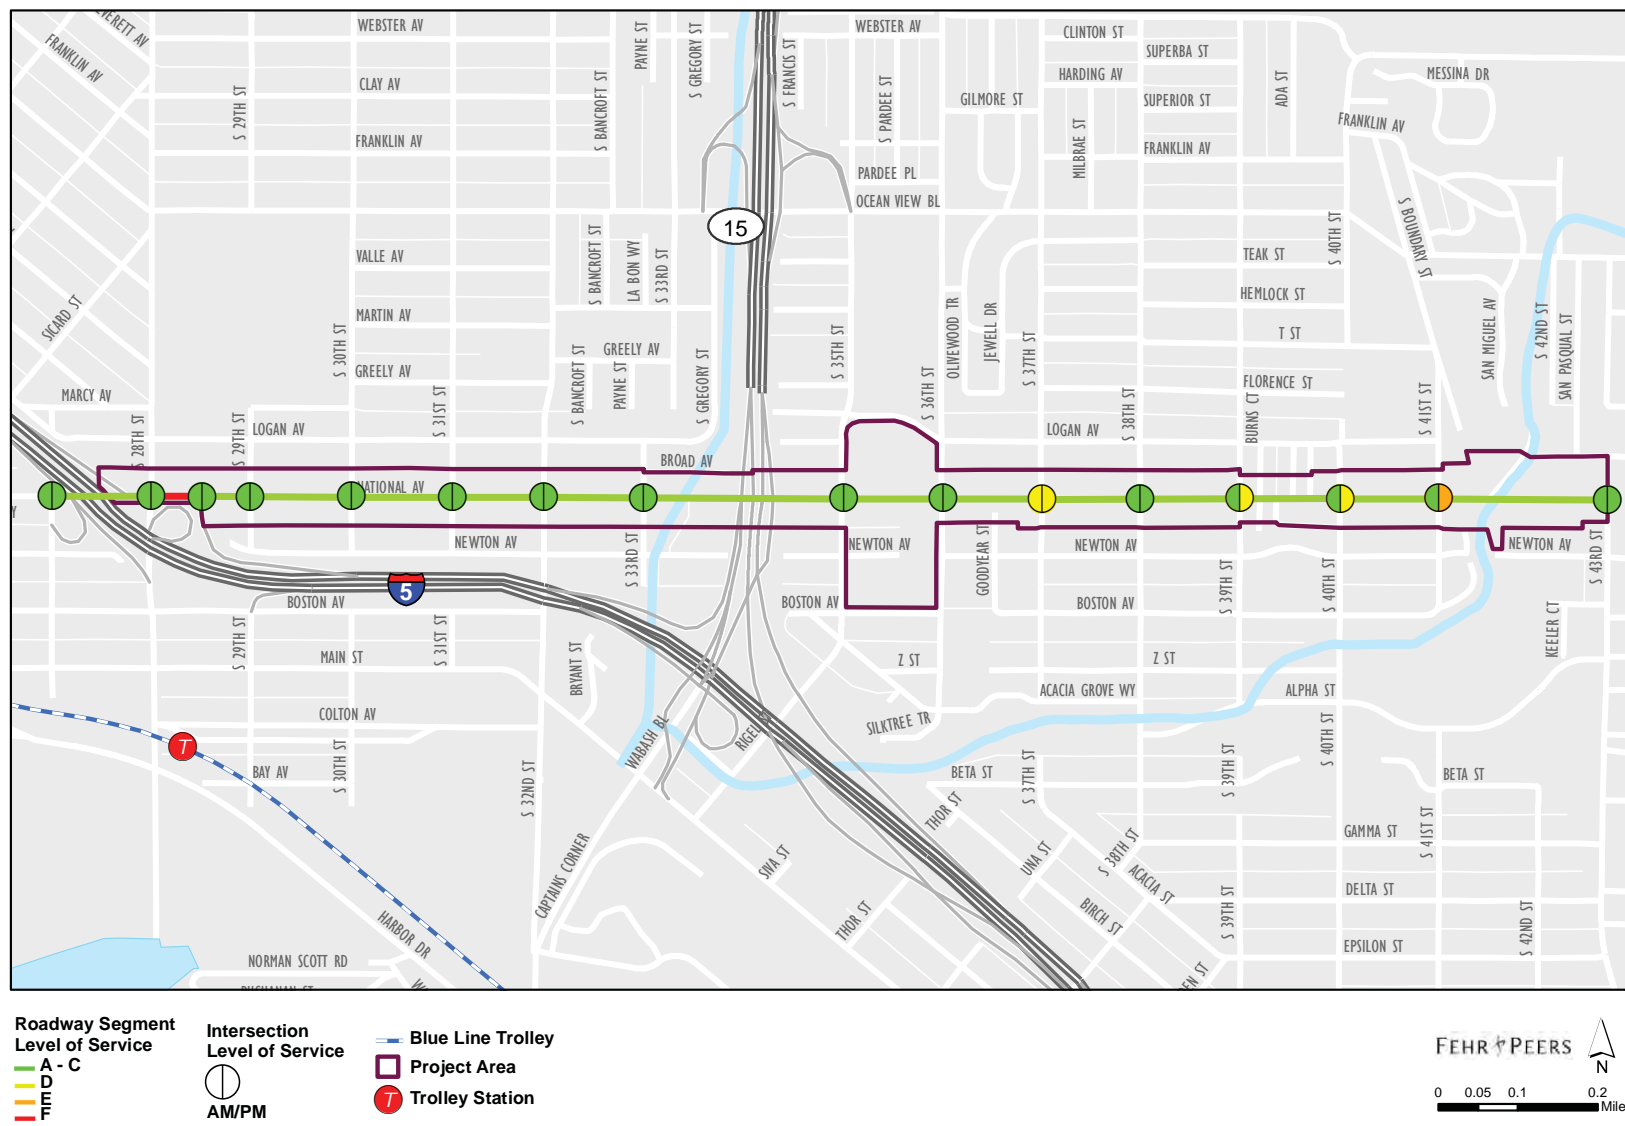 EVERETT AV
FRANKLIN AV
WEBSTER AV
PAYNE ST
S GREGORY ST
S FRANCIS ST
WEBSTER AV
CLINTON ST
SUPERBA ST
HARDING AV
MESSINA DR
CLAY AV
S 29TH ST
S BANCROFT ST
S PARDEE ST
GILMORE ST
SUPERIOR ST
ADA ST
FRANKLIN AV
FRANKLIN AV
MILBRAE ST
FRANKLIN AV
PARDEE PL
OCEAN VIEW BL
15
S 40TH ST
S BOUNDARY ST
VALLE AV
S BANCROFT ST
LA BON WY
S 33RD ST
TEAK ST
SICARD ST
MARTIN AV
HEMLOCK ST
S 30TH ST
GREELY AV
S 35TH ST
OLIVEWOOD TR
JEWELL DR
S 37TH ST
T ST
SAN MIGUEL AV
S 42ND ST
SAN PASQUAL ST
GREELY AV
S BANCROFT ST
PAYNE ST
S GREGORY ST
S 36TH ST
FLORENCE ST
MARCY AV
S 28TH ST
S 29TH ST
S 31ST ST
LOGAN AV
LOGAN AV
S 38TH ST
BURNS CT
S 41ST ST
BROAD AV
NATIONAL AV
NEWTON AV
S 33RD ST
NEWTON AV
GOODYEAR ST
NEWTON AV
NEWTON AV
S 43RD ST
5
BOSTON AV
BOSTON AV
BOSTON AV
S 39TH ST
S 40TH ST
S 29TH ST
S 31ST ST
KEELER CT
MAIN ST
BRYANT ST
Z ST
Z ST
ACACIA GROVE WY
ALPHA ST
COLTON AV
WABASH BL
SILKTREE TR
S 40TH ST
T
BAY AV
S 30TH ST
S 32ND ST
BETA ST
S 37TH ST
S 39TH ST
BETA ST
THOR ST
GAMMA ST
S 41ST ST
UNA ST
S 38TH ST
SIVA ST
CAPTAINS CORNER
ACACIA ST
DELTA ST
HARBOR DR
THOR ST
BIRCH ST
S 39TH ST
S 42ND ST
NORMAN SCOTT RD
EPSILON ST
Roadway Segment
Level of Service
A - C
D
E
F
Intersection
Level of Service
AM/PM
Blue Line Trolley
Project Area
T
Trolley Station
FEHR PEERS
N
0 0.05 0.1 0.2
Mile